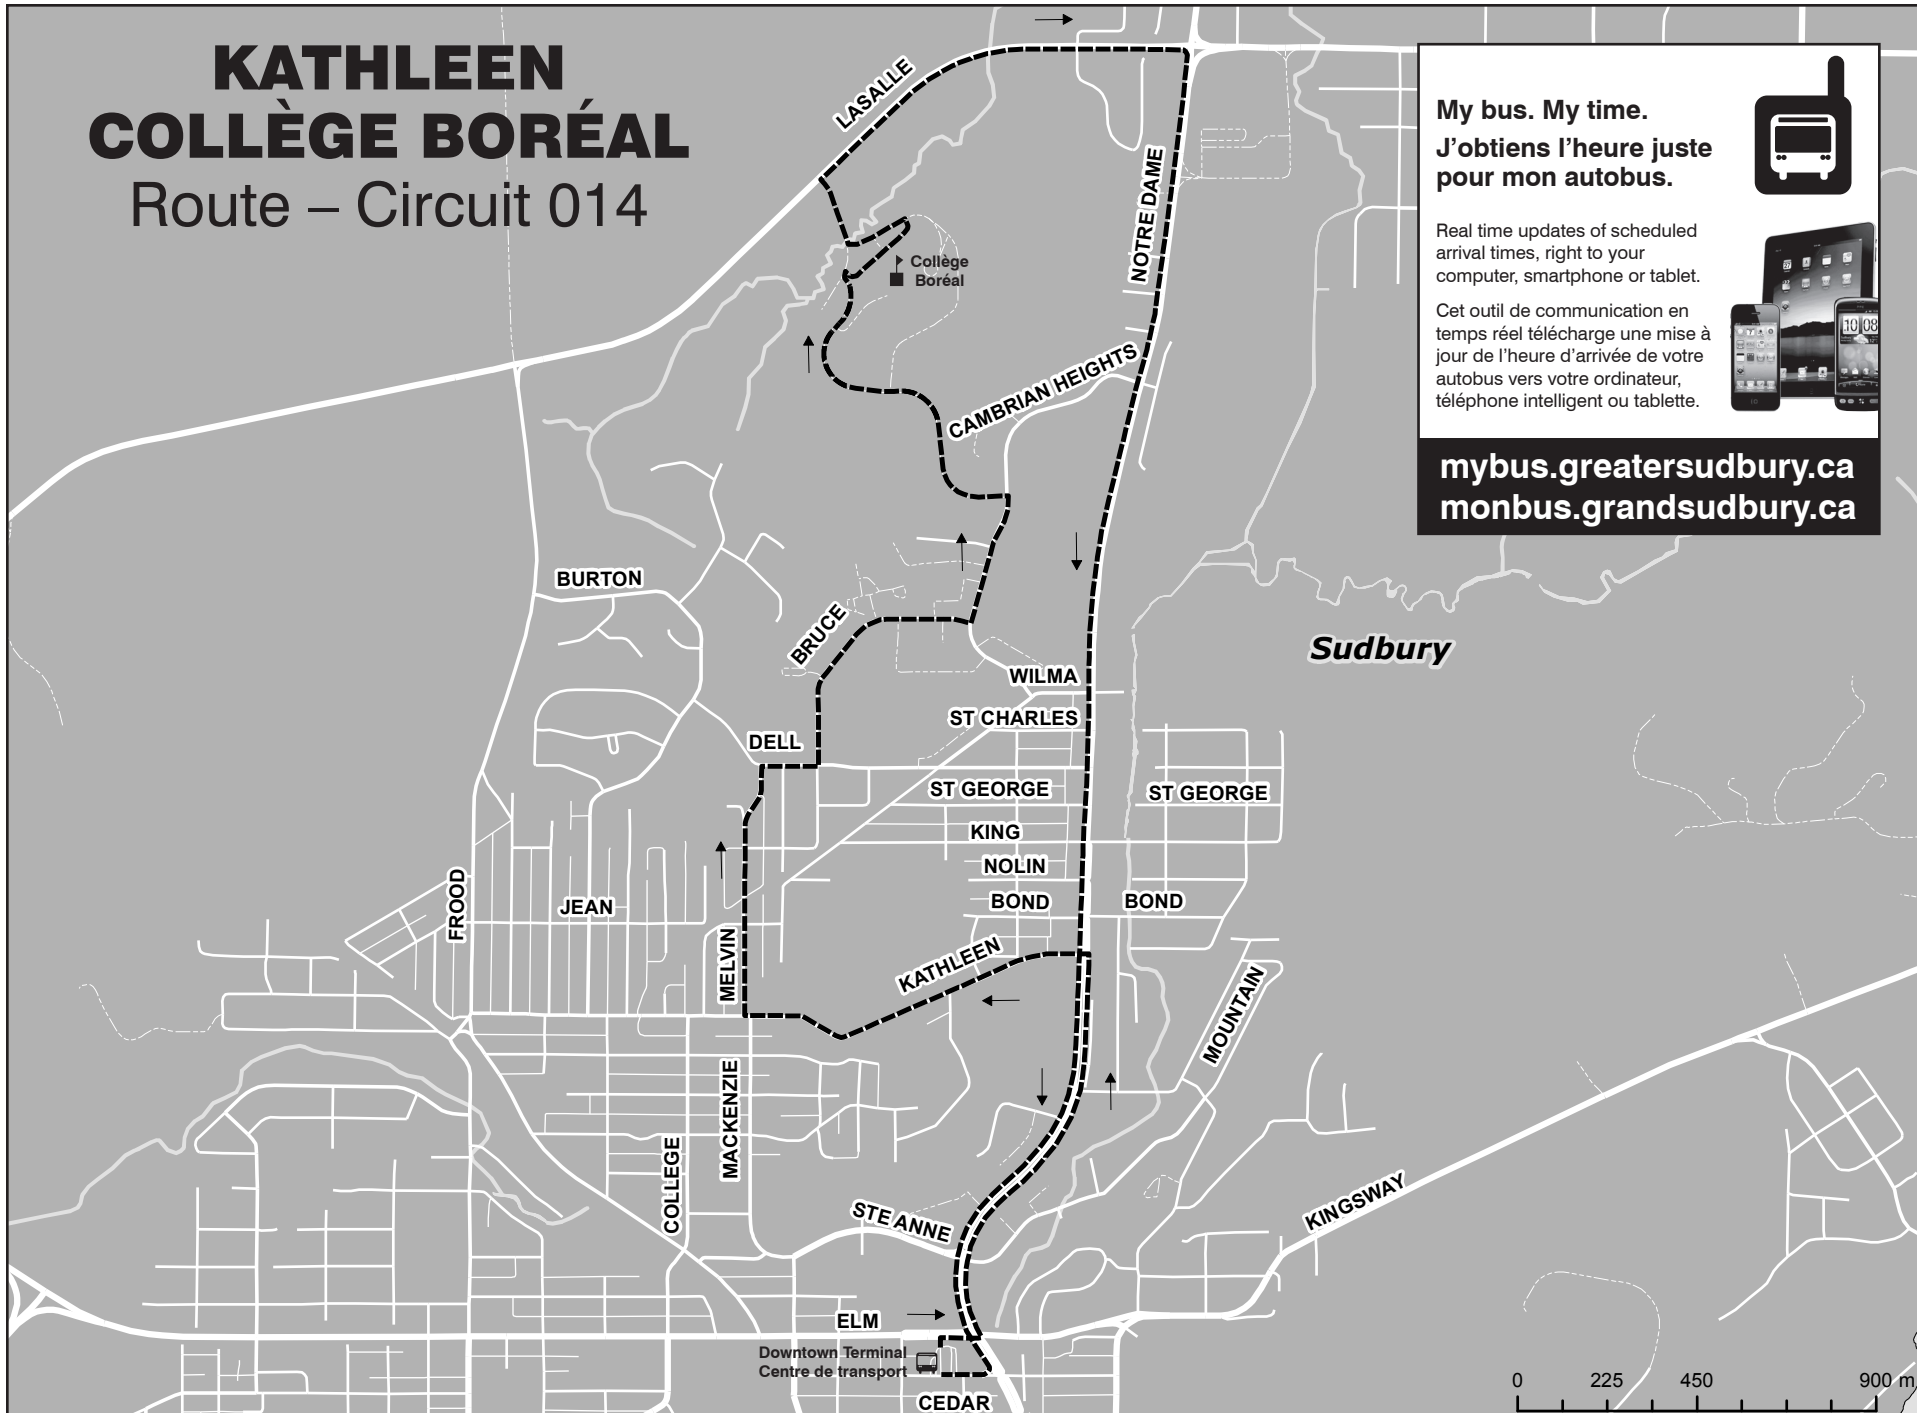 KATHLEEN
COLLÈGE BORÉAL
Route – Circuit 014
My bus. My time.
J’obtiens l’heure juste
pour mon autobus.
Real time updates of scheduled
arrival times, right to your
computer, smartphone or tablet.
Cet outil de communication en
temps réel télécharge une mise à
jour de l’heure d’arrivée de votre
autobus vers votre ordinateur,
téléphone intelligent ou tablette.
10 08
mybus.greatersudbury.ca
monbus.grandsudbury.ca
LASALLE
NOTRE DAME
Collège
Boréal
CAMBRIAN HEIGHTS
BURTON
BRUCE
Sudbury
WILMA
ST CHARLES
DELL
ST GEORGE
ST GEORGE
KING
NOLIN
FROOD
JEAN
BOND
BOND
MELVIN
KATHLEEN
MOUNTAIN
MACKENZIE
COLLEGE
STE ANNE
KINGSWAY
ELM
Downtown Terminal
Centre de transport
CEDAR
0 225 450 900 m